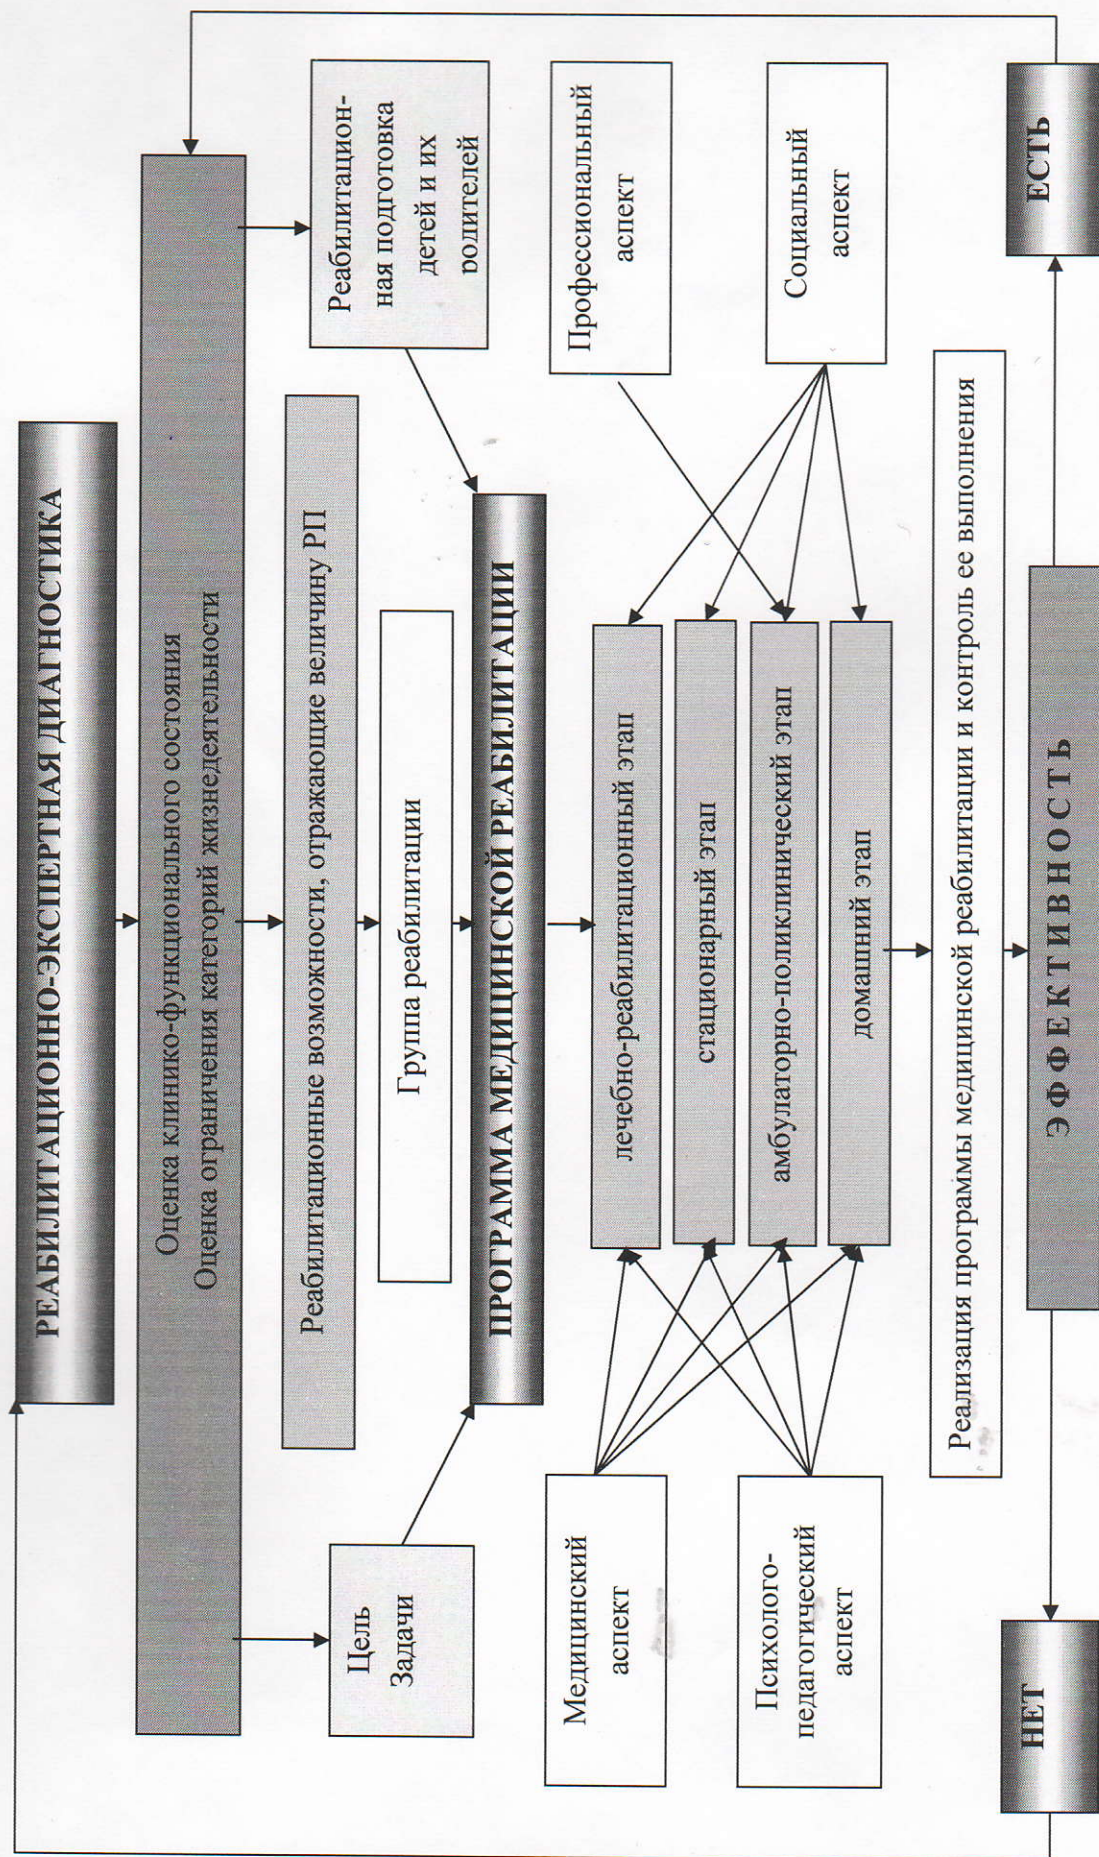 РЕАБИЛИТАЦИОННО-ЭКСПЕРТНАЯ ДИАГНОСТИКА
Оценка клинико-функционального состояния
Оценка ограничения категорий жизнедеятельности
Цель
Задачи
Реабилитационные возможности, отражающие величину РП
Реабилитацион-
ная подготовка
детей и их
родителей
Группа реабилитации
ПРОГРАММА МЕДИЦИНСКОЙ РЕАБИЛИТАЦИИ
Медицинский
аспект
Психолого-
педагогический
аспект
лечебно-реабилитационный этап
стационарный этап
амбулаторно-поликлинический этап
домашний этап
Профессиональный
аспект
Социальный
аспект
Реализация программы медицинской реабилитации и контроль ее выполнения
НЕТ
ЭФФЕКТИВНОСТЬ
ЕСТЬ